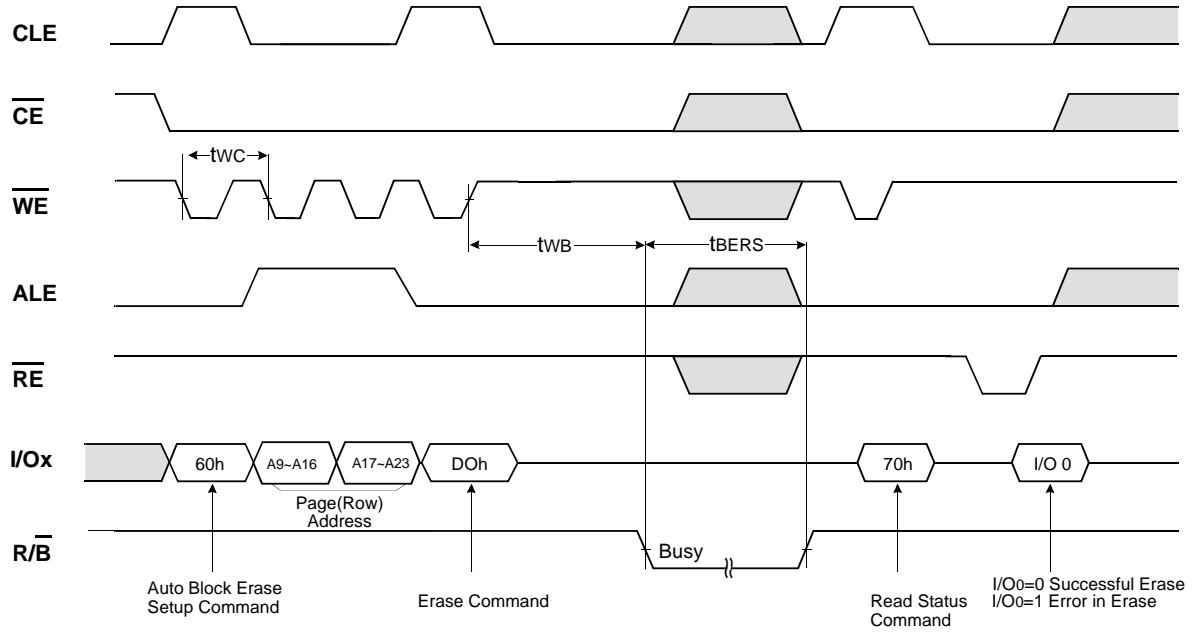 CLE
CE
tWC
WE
tWB
tBERS
ALE
RE
I/Ox
60h
A9~A16
A17~A23
DOh
70h
I/O 0
Page(Row)
Address
R/B
Busy
Auto Block Erase
Setup Command
Erase Command
Read Status
Command
I/O0=0 Successful Erase
I/O0=1 Error in Erase